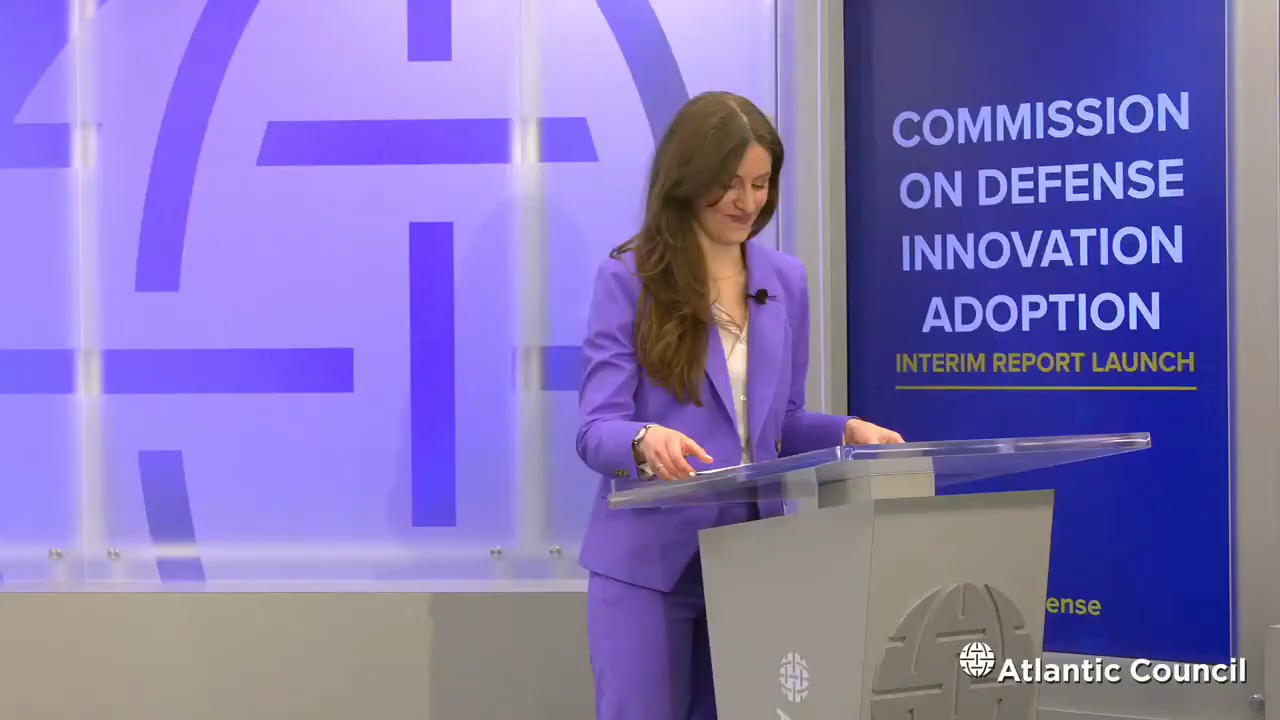 COMMISSION
ON DEFENSE
INNOVATION
ADOPTION
INTERIM REPORT LAUNCH
ense
Atlantic Council